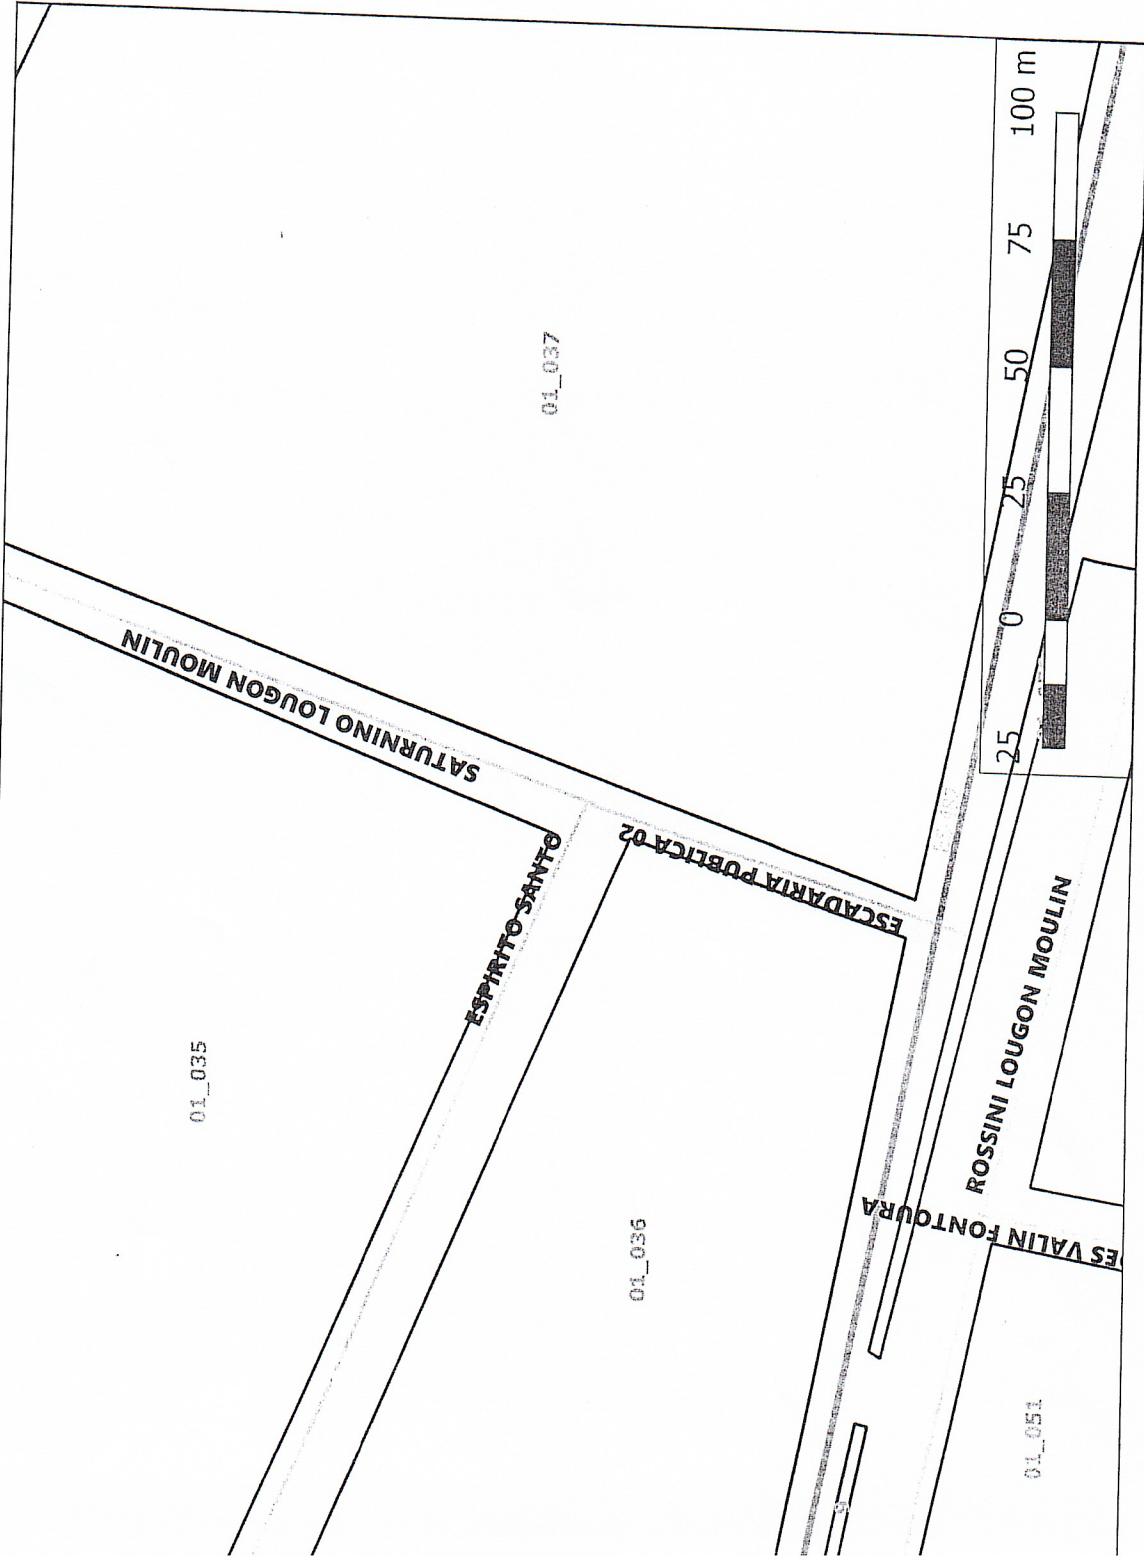 01_037
SATURNINO LOUGON MOULIN
ESPIRITO SANTO
ESCADARIA PUBLICA 02
01_035
01_036
ROSSINI LOUGON MOULIN
ES VALIN FONTOURA
01_051
25 0 25 50 75 100 m